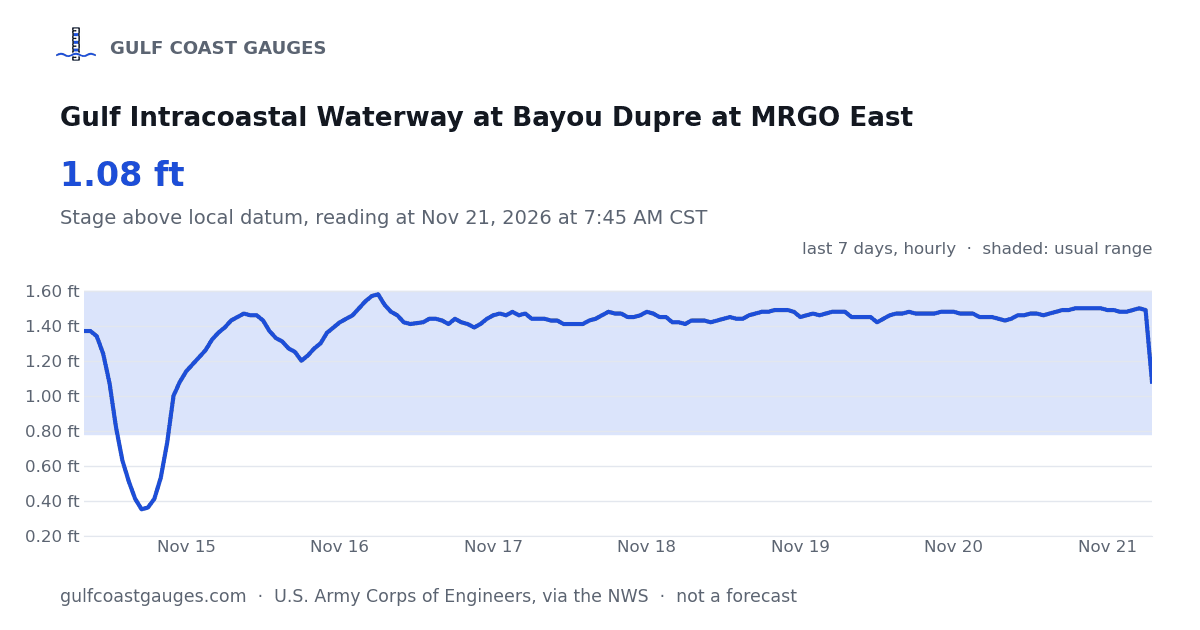 GULF COAST GAUGES
Gulf Intracoastal Waterway at Bayou Dupre at MRGO East
1.08 ft
Stage above local datum, reading at Nov 21, 2026 at 7:45 AM CST
last 7 days, hourly · shaded: usual range
1.60 ft
1.40 ft
1.20 ft
1.00 ft
0.80 ft
0.60 ft
0.40 ft
0.20 ft
Nov 15 Nov 16 Nov 17 Nov 18 Nov 19 Nov 20 Nov 21
gulfcoastgauges.com · U.S. Army Corps of Engineers, via the NWS · not a forecast